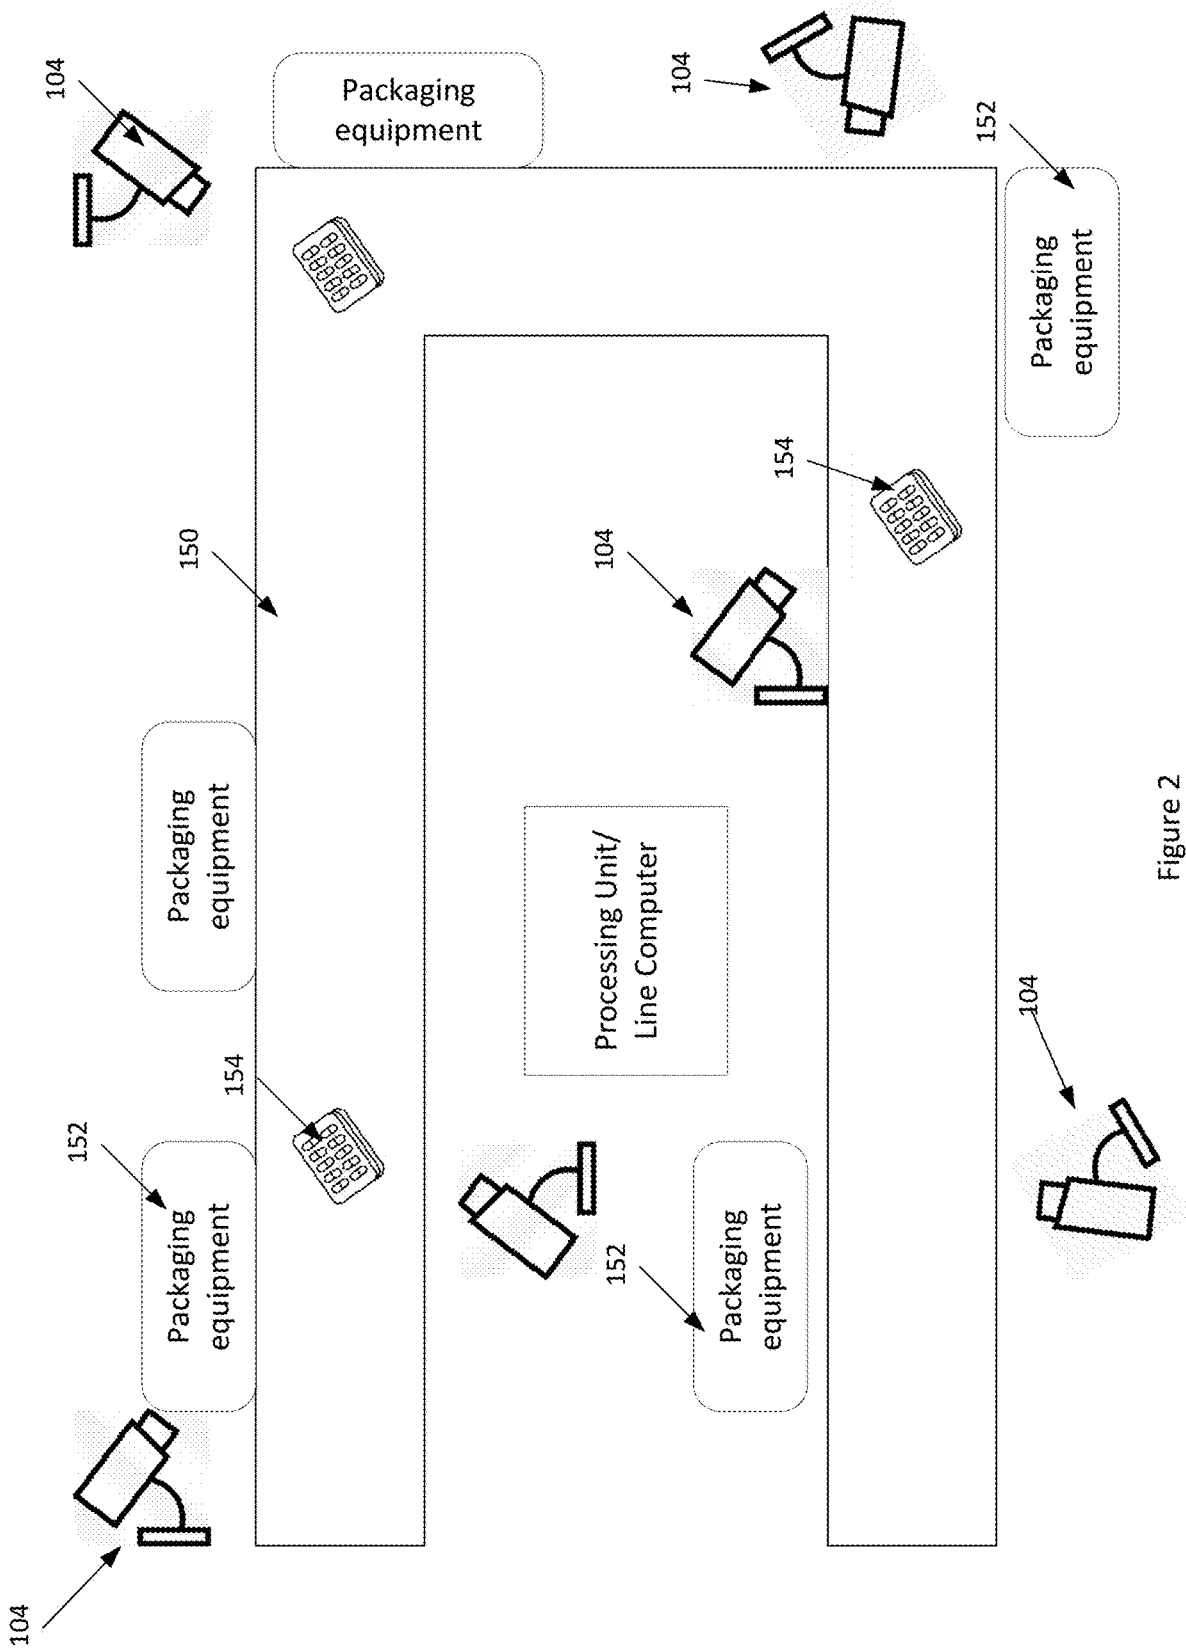 104
Packaging
equipment
104
152
Packaging
equipment
150
104
154
Packaging
equipment
Processing Unit/
Line Computer
154
152
Packaging
equipment
152
Packaging
equipment
104
104
Figure 2